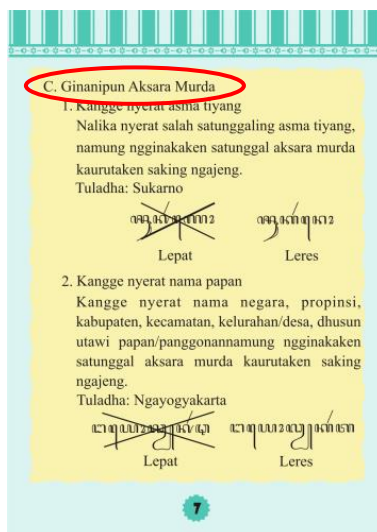 C. Ginanipun Aksara Murda
1. Kangge nyerat asma tiyang
Nalika nyerat salah satunggaling asma tiyang,
namung ngginakaken satunggal aksara murda
kaurutaken saking ngajeng.
Tuladha: Sukarno
Lepat Leres
2. Kangge nyerat nama papan
Kangge nyerat nama negara, propinsi,
kabupaten, kecamatan, kelurahan/desa, dhusun
utawi papan/panggonannamung ngginakaken
satunggal aksara murda kaurutaken saking
ngajeng.
Tuladha: Ngayogyakarta
Lepat Leres
7